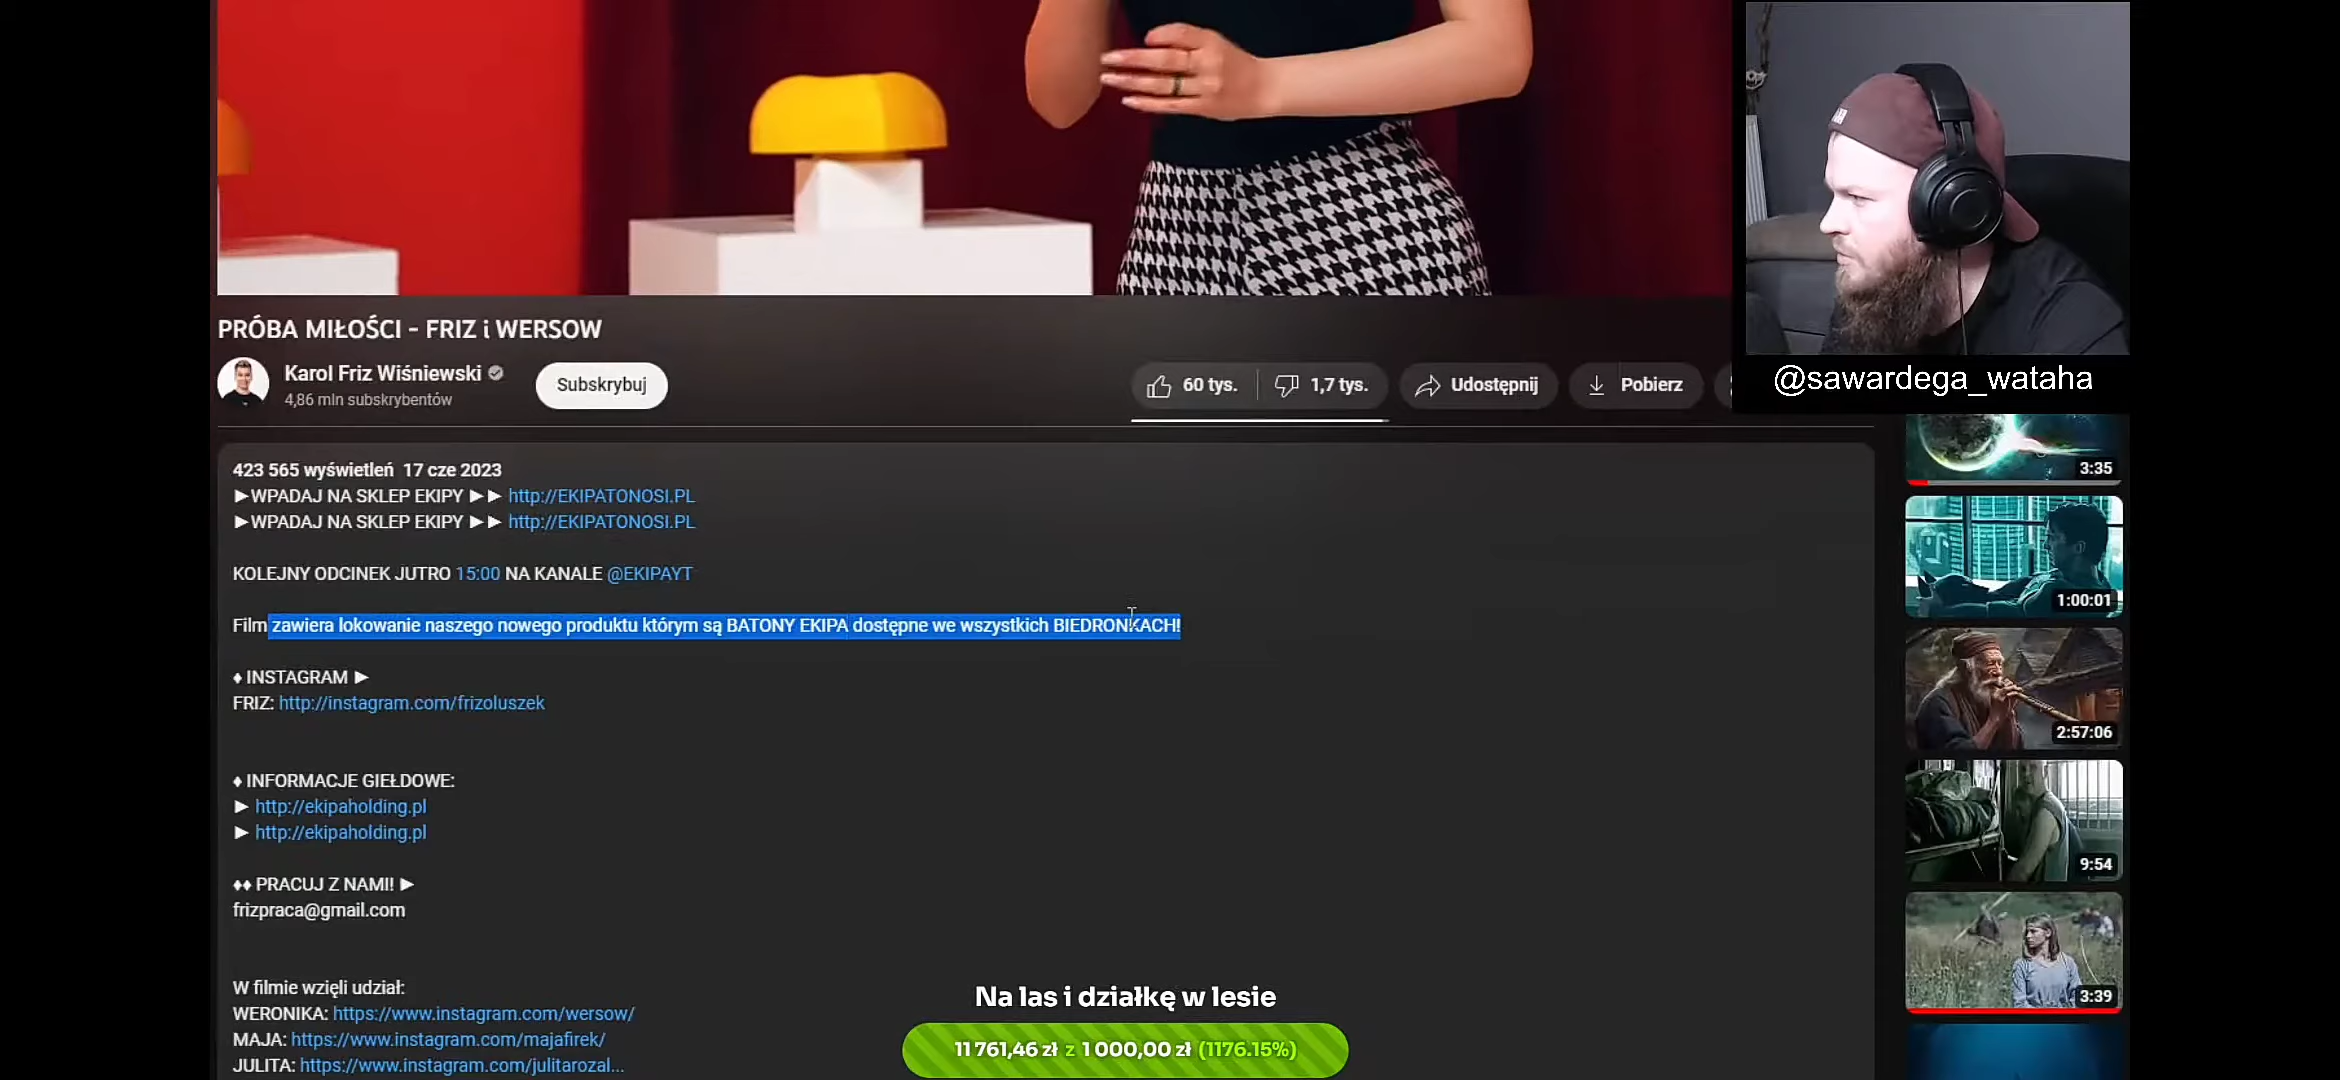 PRÓBA MIŁOŚCI - FRIZ i WERSOW
Karol Friz Wiśniewski
4,86 mln subskrybentów
Subskrybuj
60 tys.
1,7 tys.
Udostępnij
Pobierz
@sawardega_wataha
423 565 wyświetleń 17 cze 2023
►WPADAJ NA SKLEP EKIPY ►► http://EKIPATONOSI.PL
►WPADAJ NA SKLEP EKIPY ►► http://EKIPATONOSI.PL
KOLEJNY ODCINEK JUTRO 15:00 NA KANALE @EKIPAYT
Film zawiera lokowanie naszego nowego produktu którym są BATONY EKIPA dostępne we wszystkich BIEDRONKACH!
♦ INSTAGRAM ►
FRIZ: http://instagram.com/frizoluszek
♦ INFORMACJE GIEŁDOWE:
► http://ekipaholding.pl
► http://ekipaholding.pl
♦♦ PRACUJ Z NAMI! ►
frizpraca@gmail.com
W filmie wzięli udział:
WERONIKA: https://www.instagram.com/wersow/
MAJA: https://www.instagram.com/majafirek/
JULITA: https://www.instagram.com/julitarozal...
3:35
1:00:01
2:57:06
9:54
3:39
Na las i działkę w lesie
11 761,46 zł z 1 000,00 zł (1176.15%)